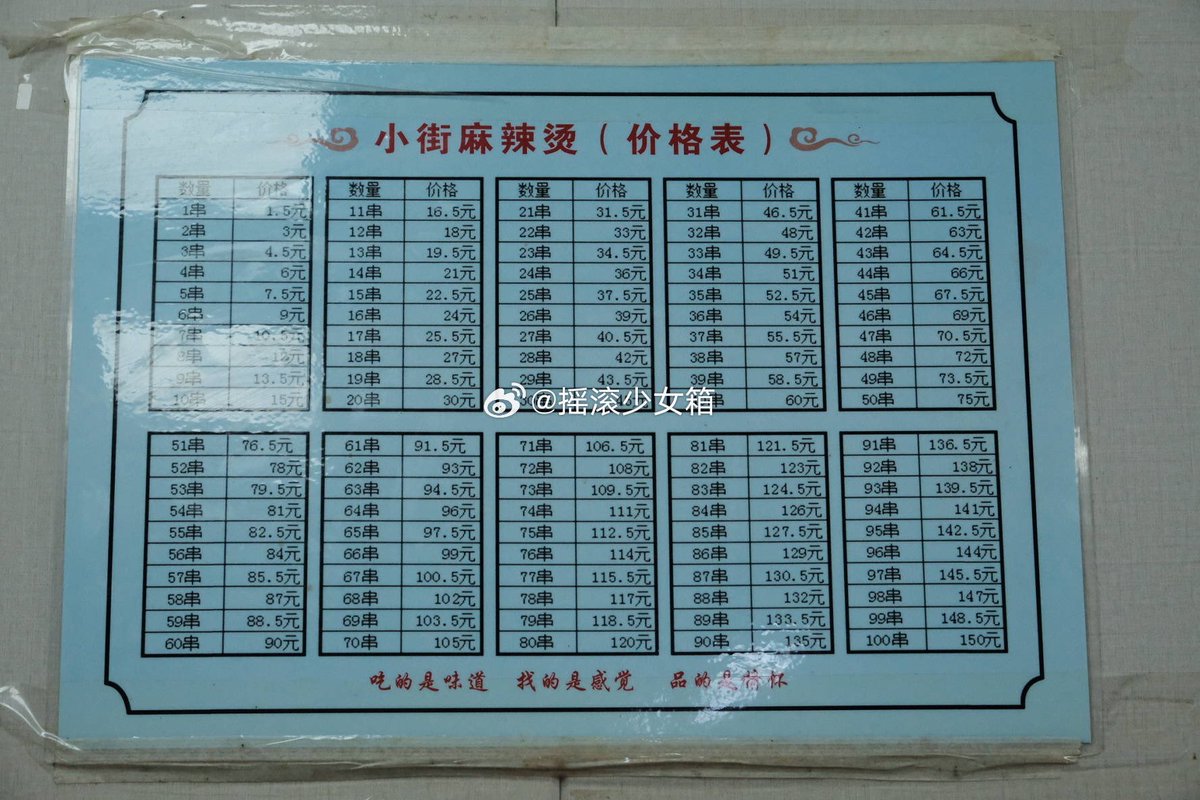 小街麻辣烫（价格表）
数量 价格 数量 价格 数量 价格 数量 价格 数量 价格
1串 1.5元 11串 16.5元 21串 31.5元 31串 46.5元 41串 61.5元
2串 3元 12串 18元 22串 33元 32串 48元 42串 63元
3串 4.5元 13串 19.5元 23串 34.5元 33串 49.5元 43串 64.5元
4串 6元 14串 21元 24串 36元 34串 51元 44串 66元
5串 7.5元 15串 22.5元 25串 37.5元 35串 52.5元 45串 67.5元
6串 9元 16串 24元 26串 39元 36串 54元 46串 69元
7串 10.5元 17串 25.5元 27串 40.5元 37串 55.5元 47串 70.5元
8串 12元 18串 27元 28串 42元 38串 57元 48串 72元
9串 13.5元 19串 28.5元 29串 43.5元 39串 58.5元 49串 73.5元
10串 15元 20串 30元 60元 50串 75元
@摇滚少女箱
51串 76.5元 61串 91.5元 71串 106.5元 81串 121.5元 91串 136.5元
52串 78元 62串 93元 72串 108元 82串 123元 92串 138元
53串 79.5元 63串 94.5元 73串 109.5元 83串 124.5元 93串 139.5元
54串 81元 64串 96元 74串 111元 84串 126元 94串 141元
55串 82.5元 65串 97.5元 75串 112.5元 85串 127.5元 95串 142.5元
56串 84元 66串 99元 76串 114元 86串 129元 96串 144元
57串 85.5元 67串 100.5元 77串 115.5元 87串 130.5元 97串 145.5元
58串 87元 68串 102元 78串 117元 88串 132元 98串 147元
59串 88.5元 69串 103.5元 79串 118.5元 89串 133.5元 99串 148.5元
60串 90元 70串 105元 80串 120元 90串 135元 100串 150元
吃的是味道 找的是感觉 品的是情怀